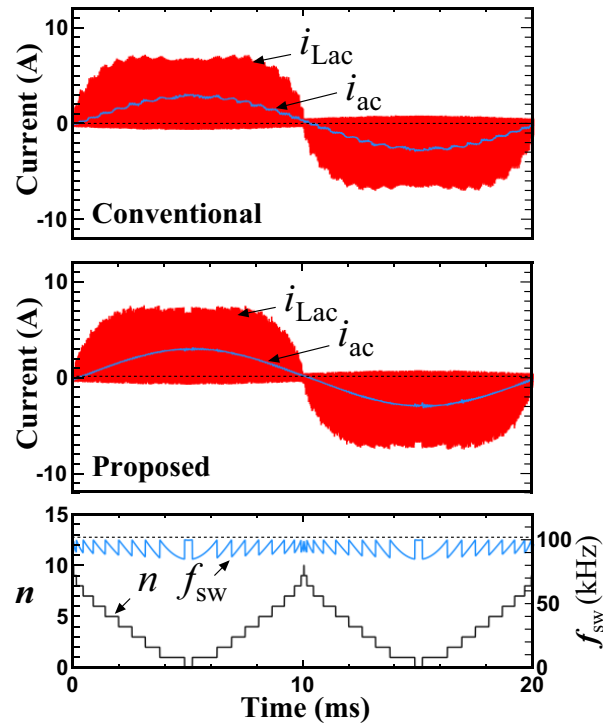 10
i_Lac
i_ac
0
Current (A)
-10
Conventional
10
i_Lac
i_ac
0
Current (A)
-10
Proposed
15
100
10
n
n
f_sw
50
f_sw (kHz)
5
0
0
0
10
20
Time (ms)